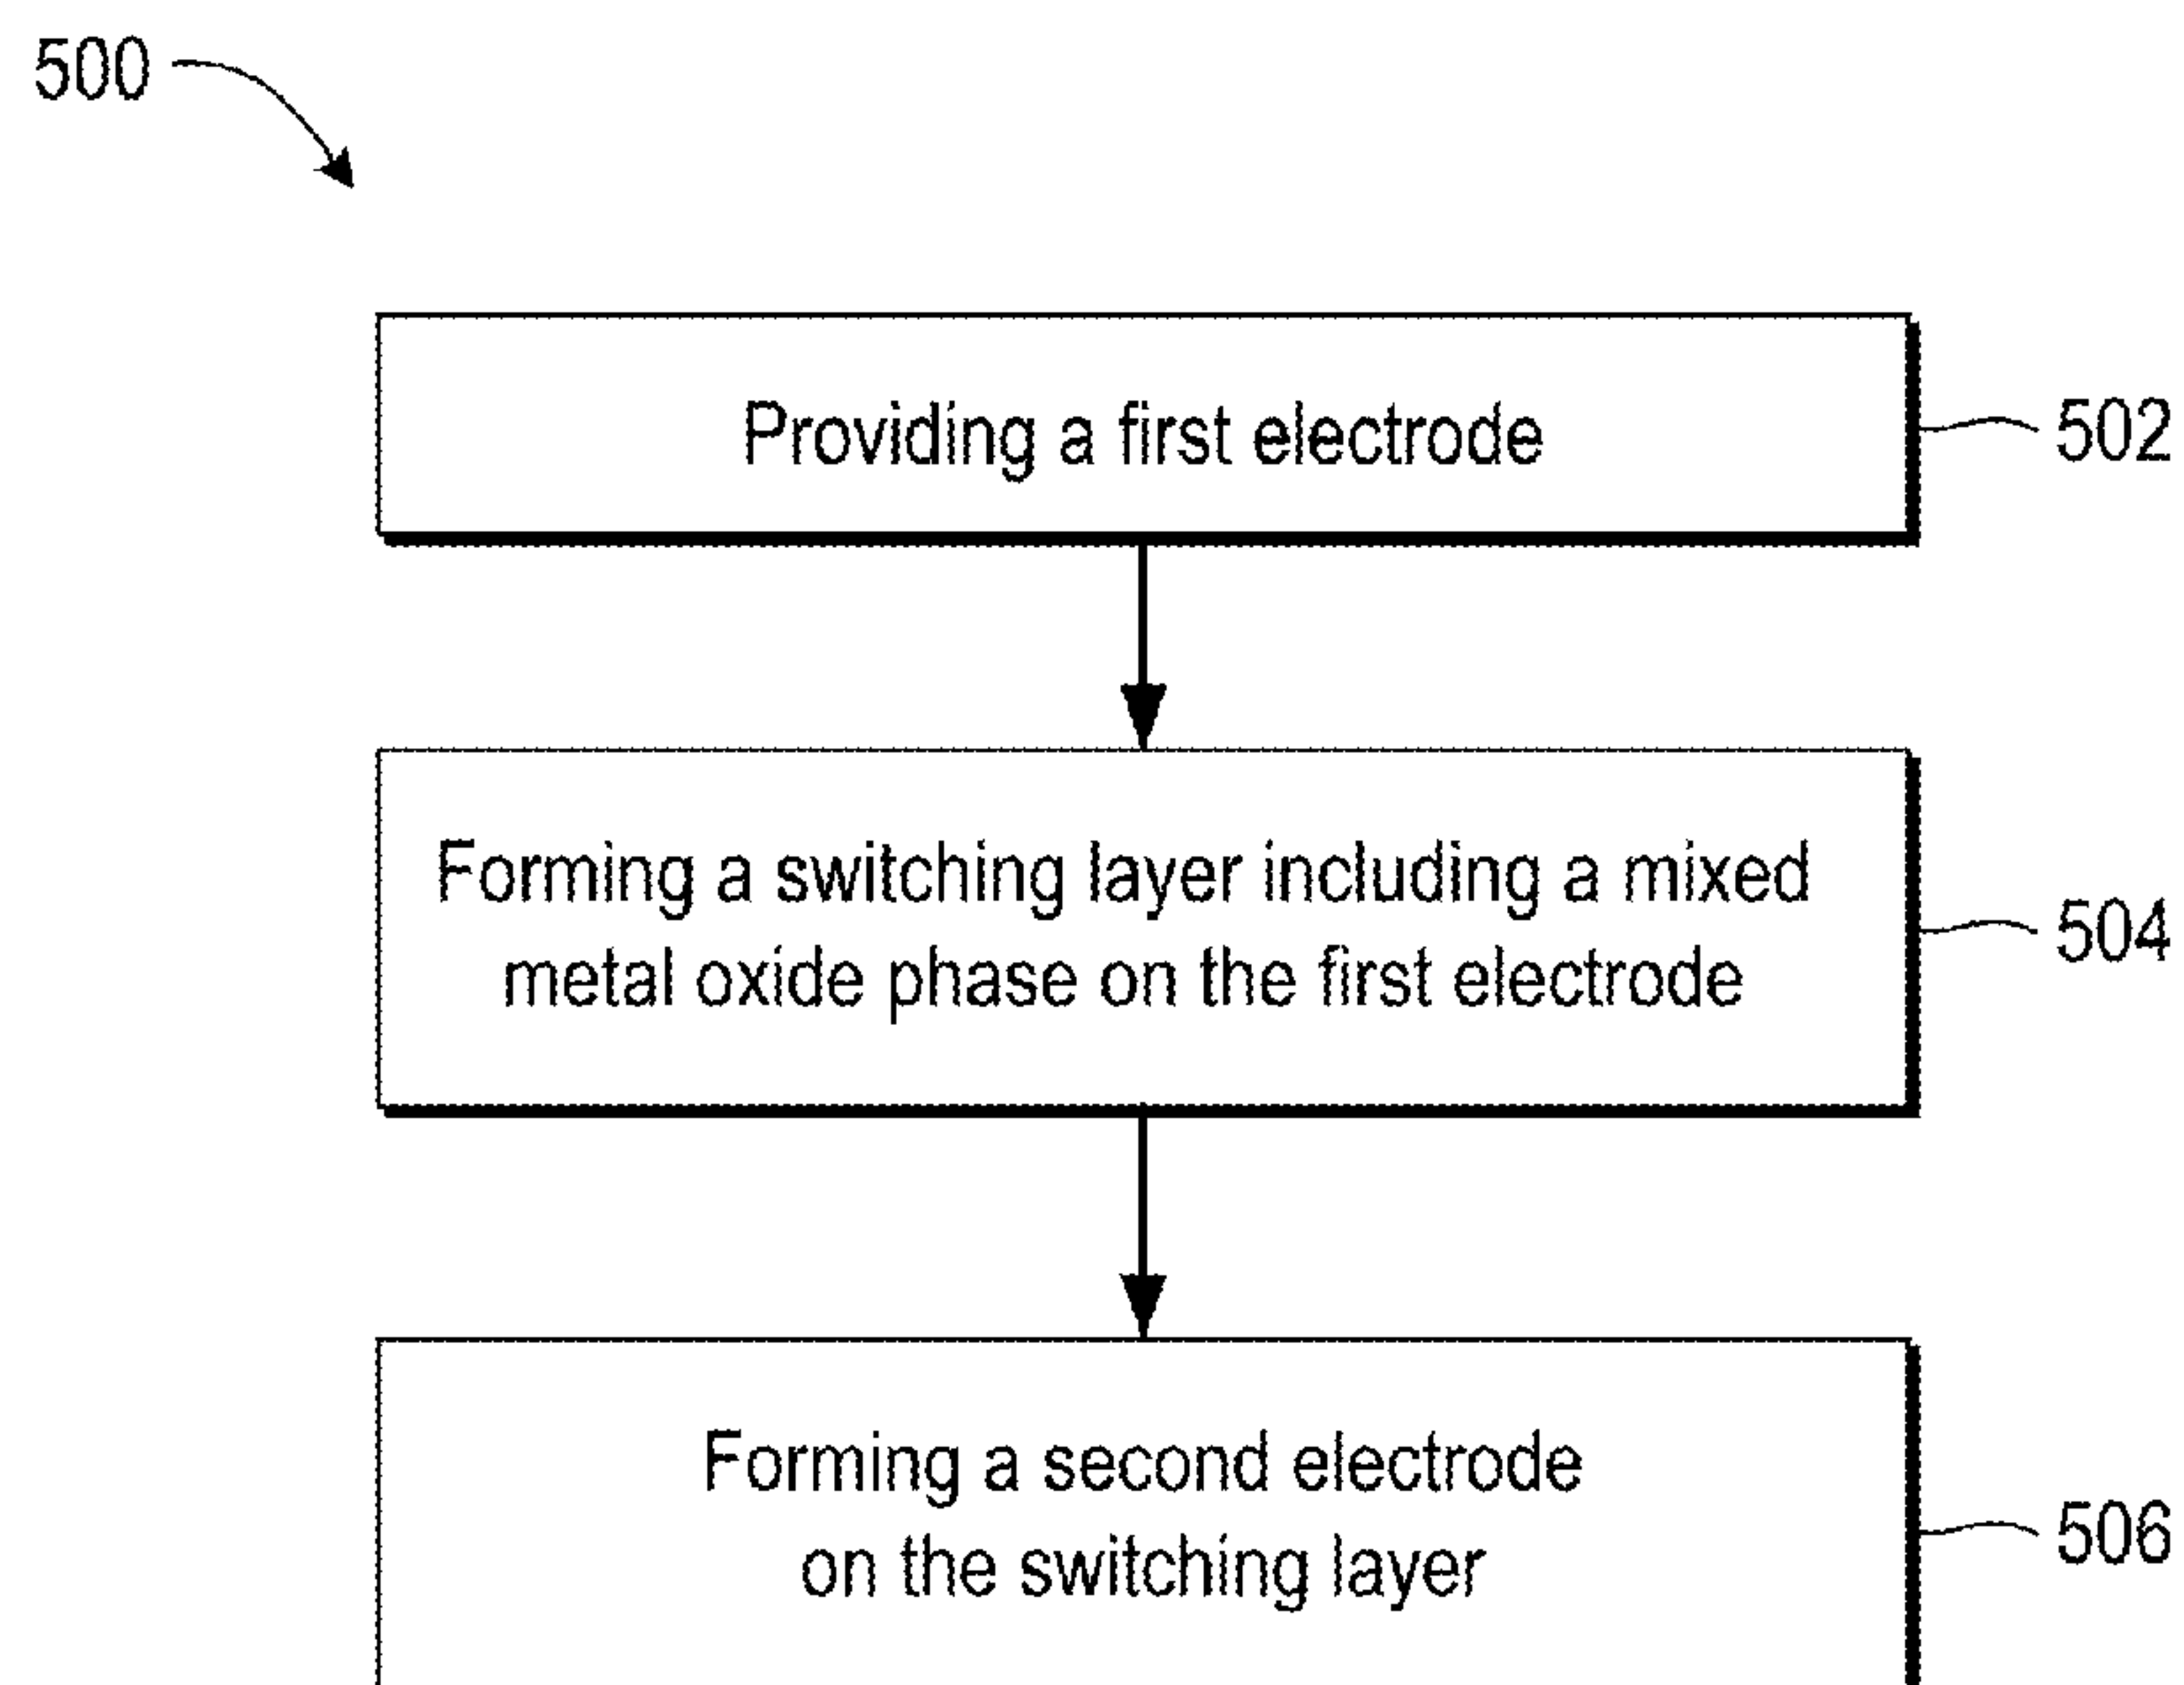 500
Providing a first electrode
502
Forming a switching layer including a mixed
metal oxide phase on the first electrode
504
Forming a second electrode
on the switching layer
506